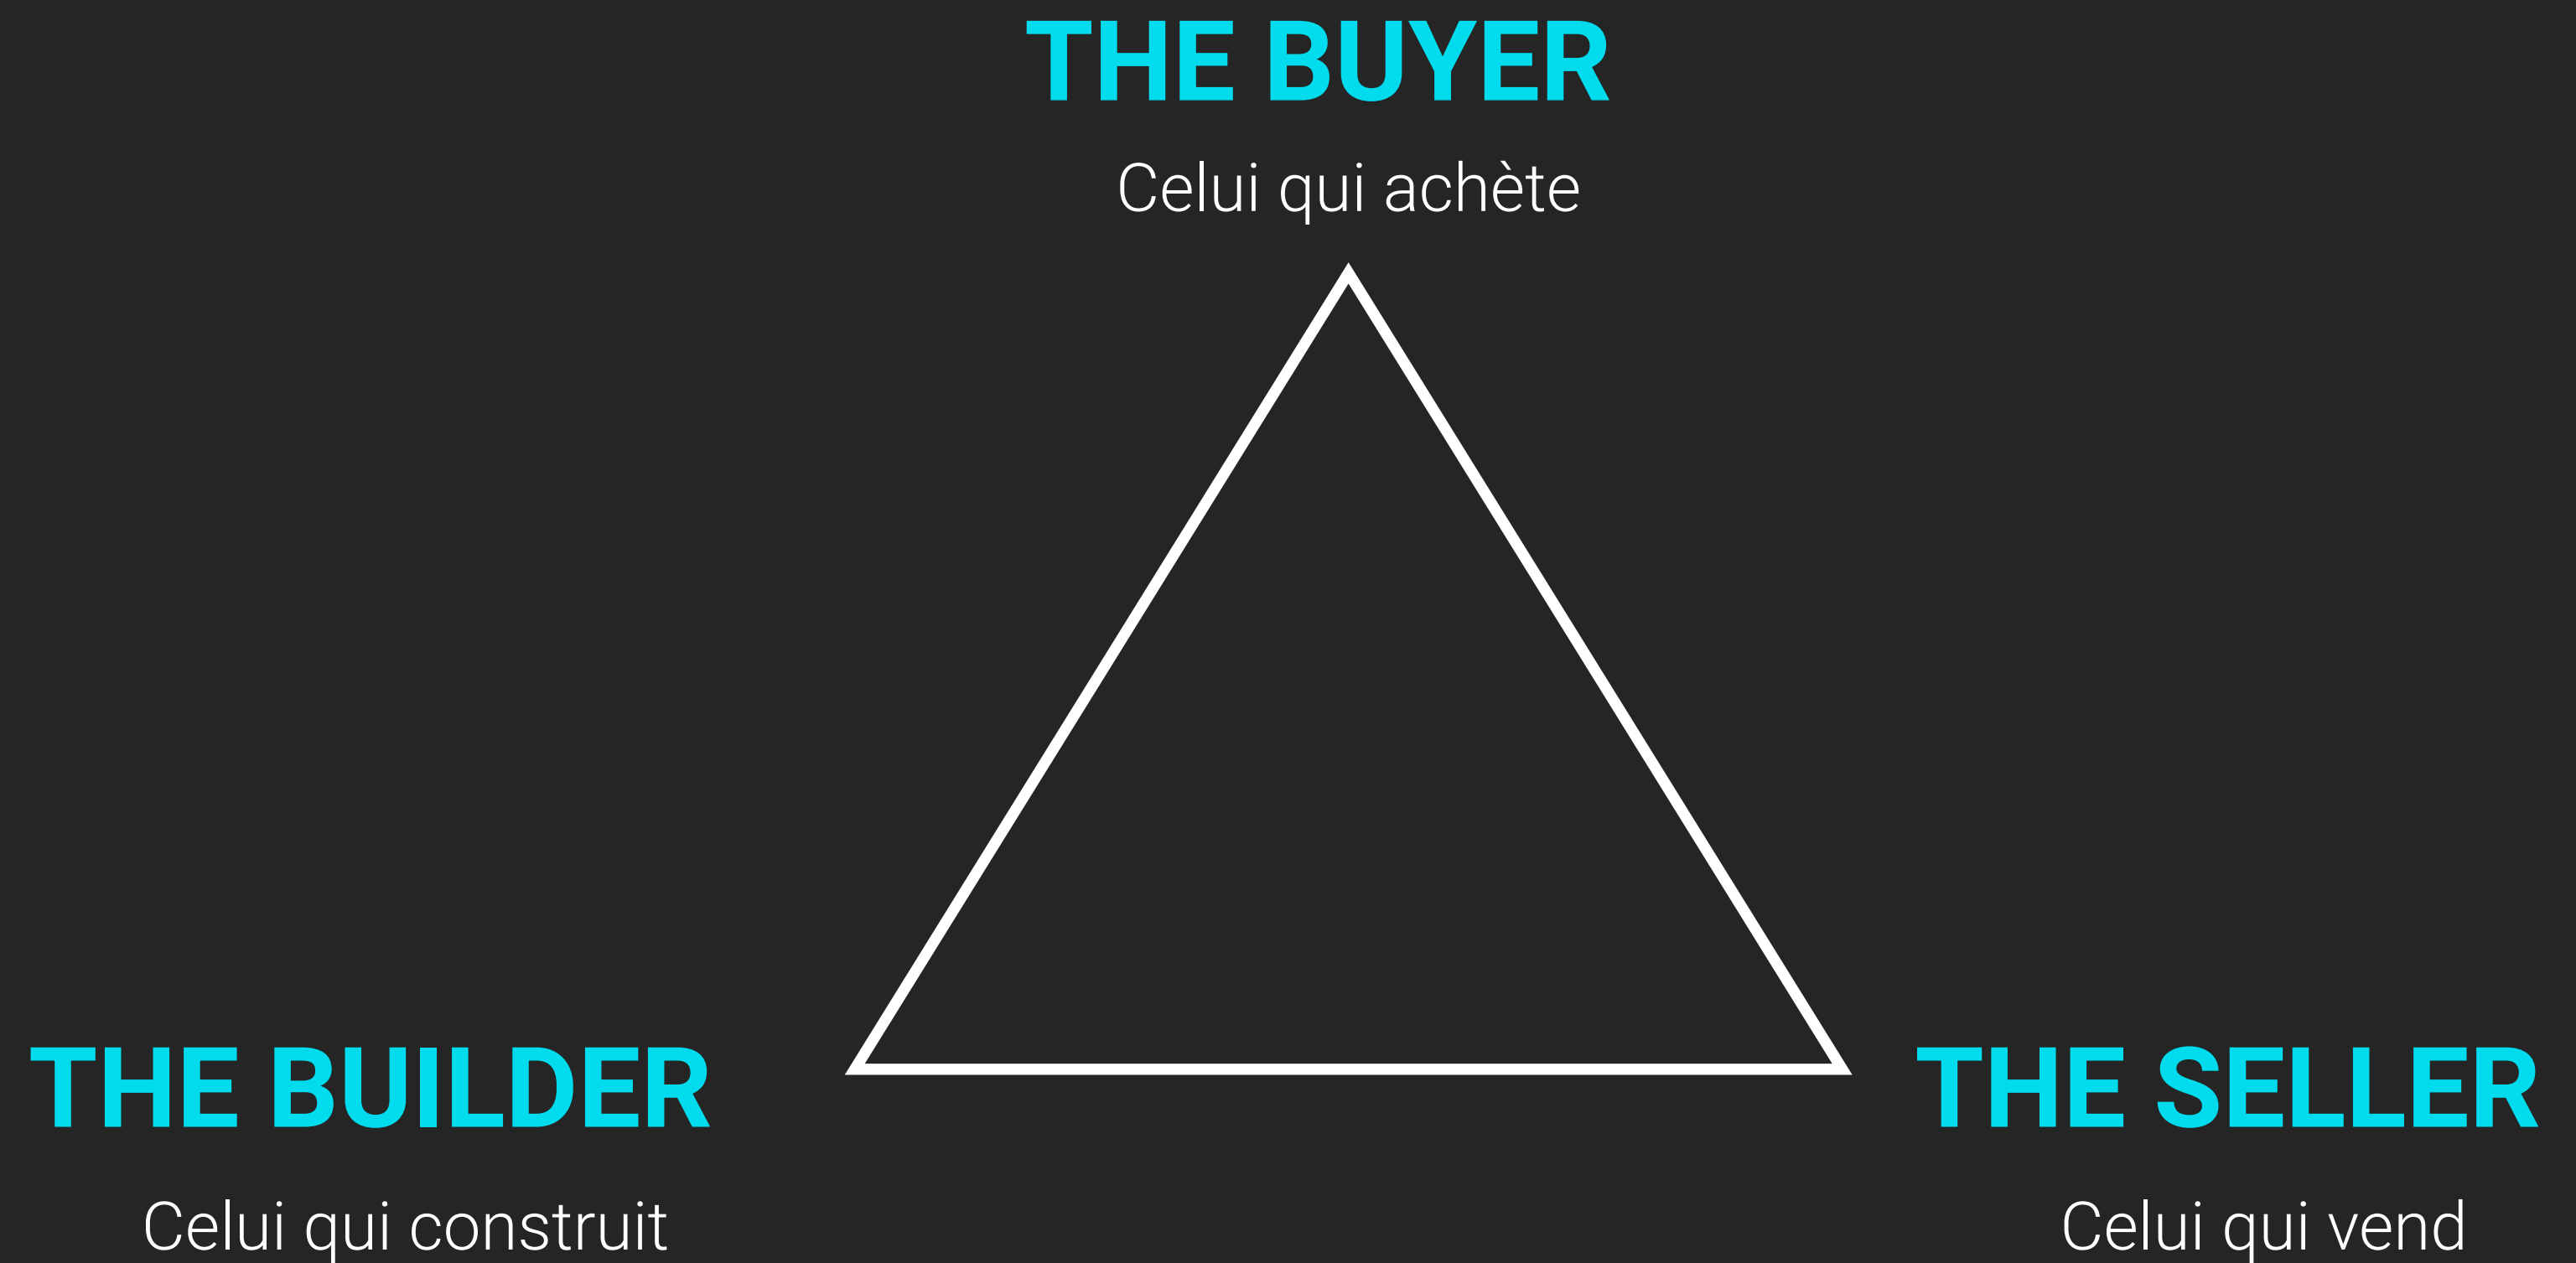 THE BUYER
Celui qui achète
THE BUILDER
Celui qui construit
THE SELLER
Celui qui vend